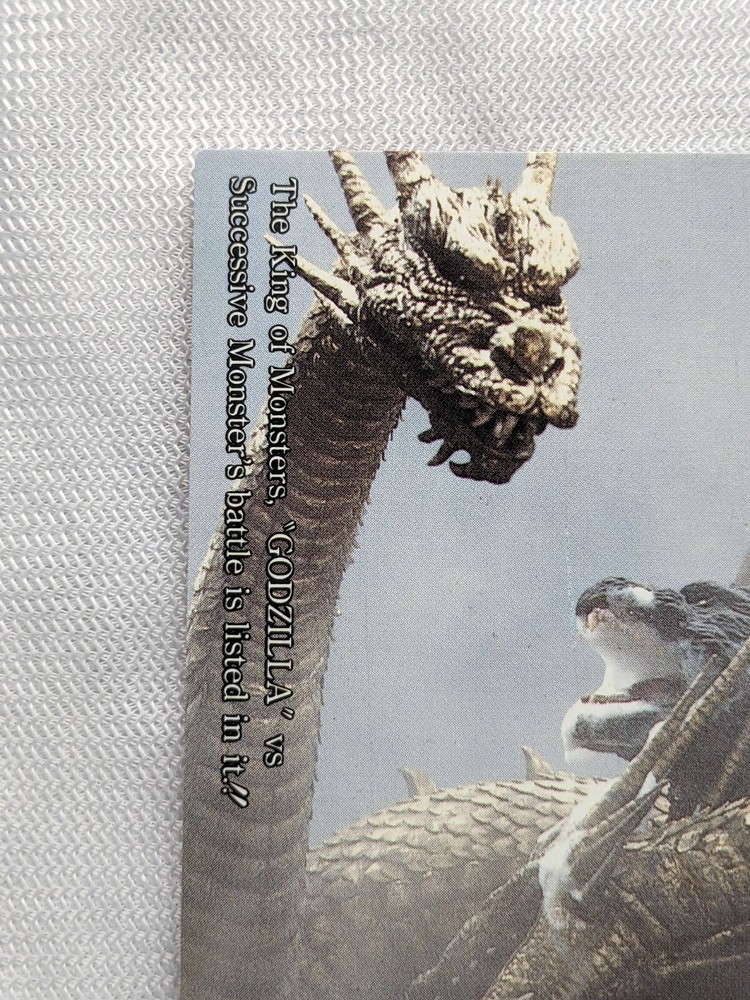 The King of Monsters, “GODZILLA” vs
Successive Monster's battle is listed in it.!!